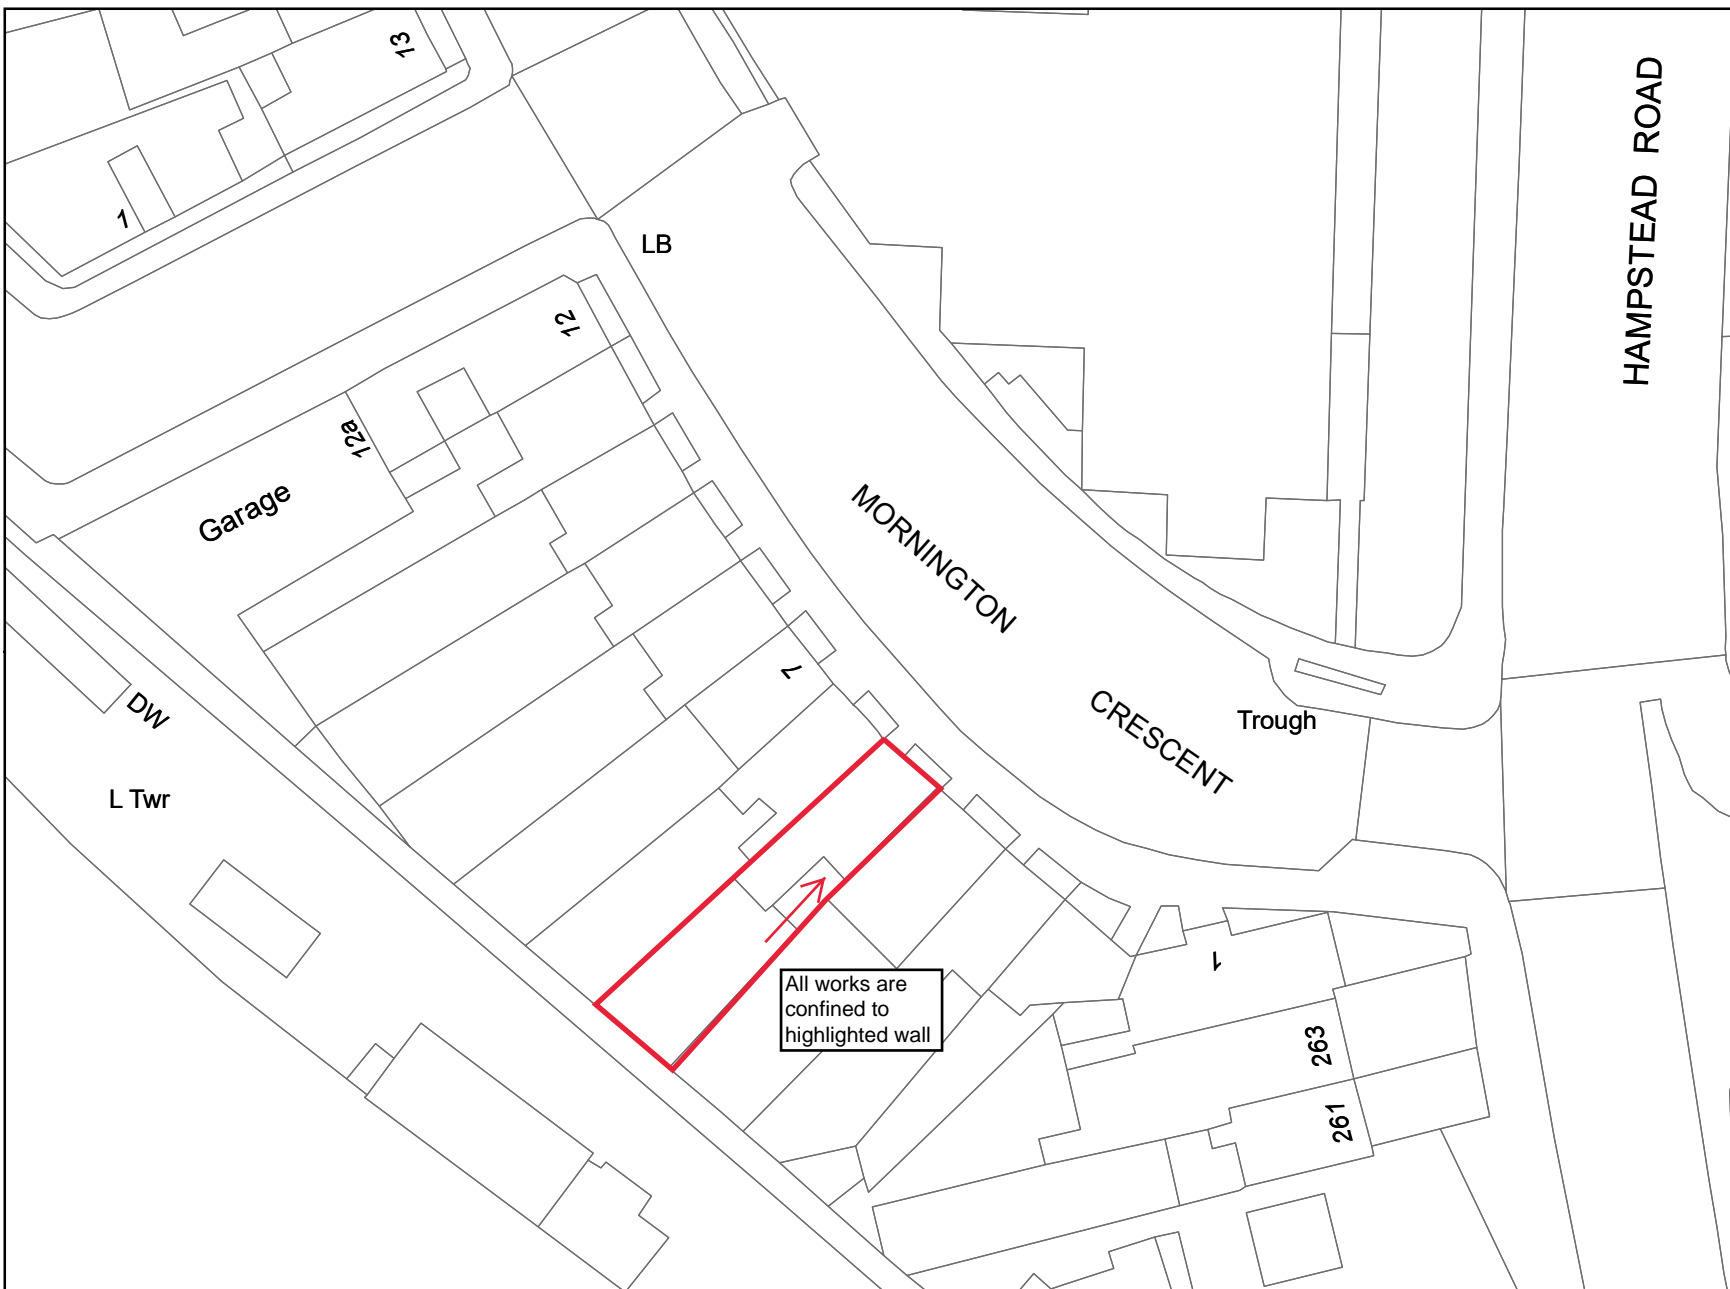 13
HAMPSTEAD ROAD
1
LB
12
12a
Garage
MORNINGTON
7
CRESCENT
DW
Trough
L Twr
1
All works are
confined to
highlighted wall
263
261